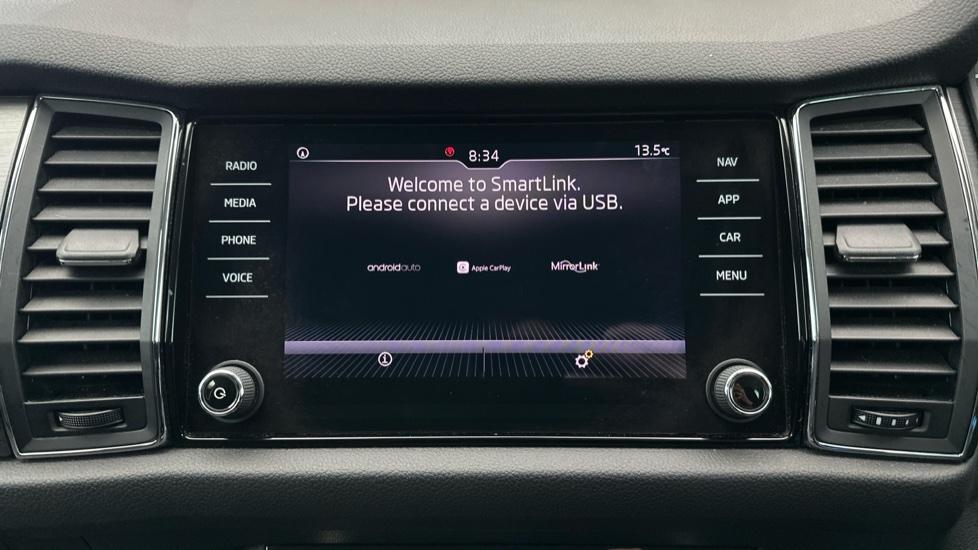 8:34
13.5°C
RADIO
MEDIA
PHONE
VOICE
Welcome to SmartLink.
Please connect a device via USB.
androidauto
Apple CarPlay
MirrorLink
NAV
APP
CAR
MENU